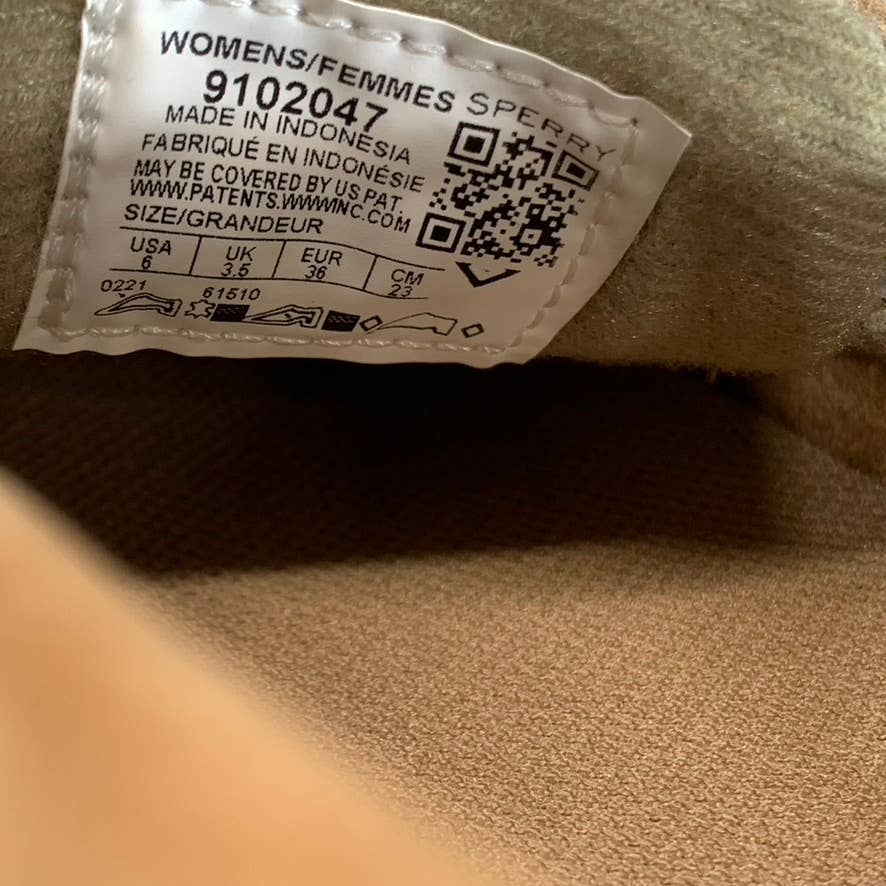 WOMENS/FEMMES SPERRY
9102047
MADE IN INDONESIA
FABRIQUÉ EN INDONÉSIE
MAY BE COVERED BY US PAT.
WWW.PATENTS.WWWINC.COM
SIZE/GRANDEUR
USA UK EUR CM
6 3.5 36 23
0221 61510